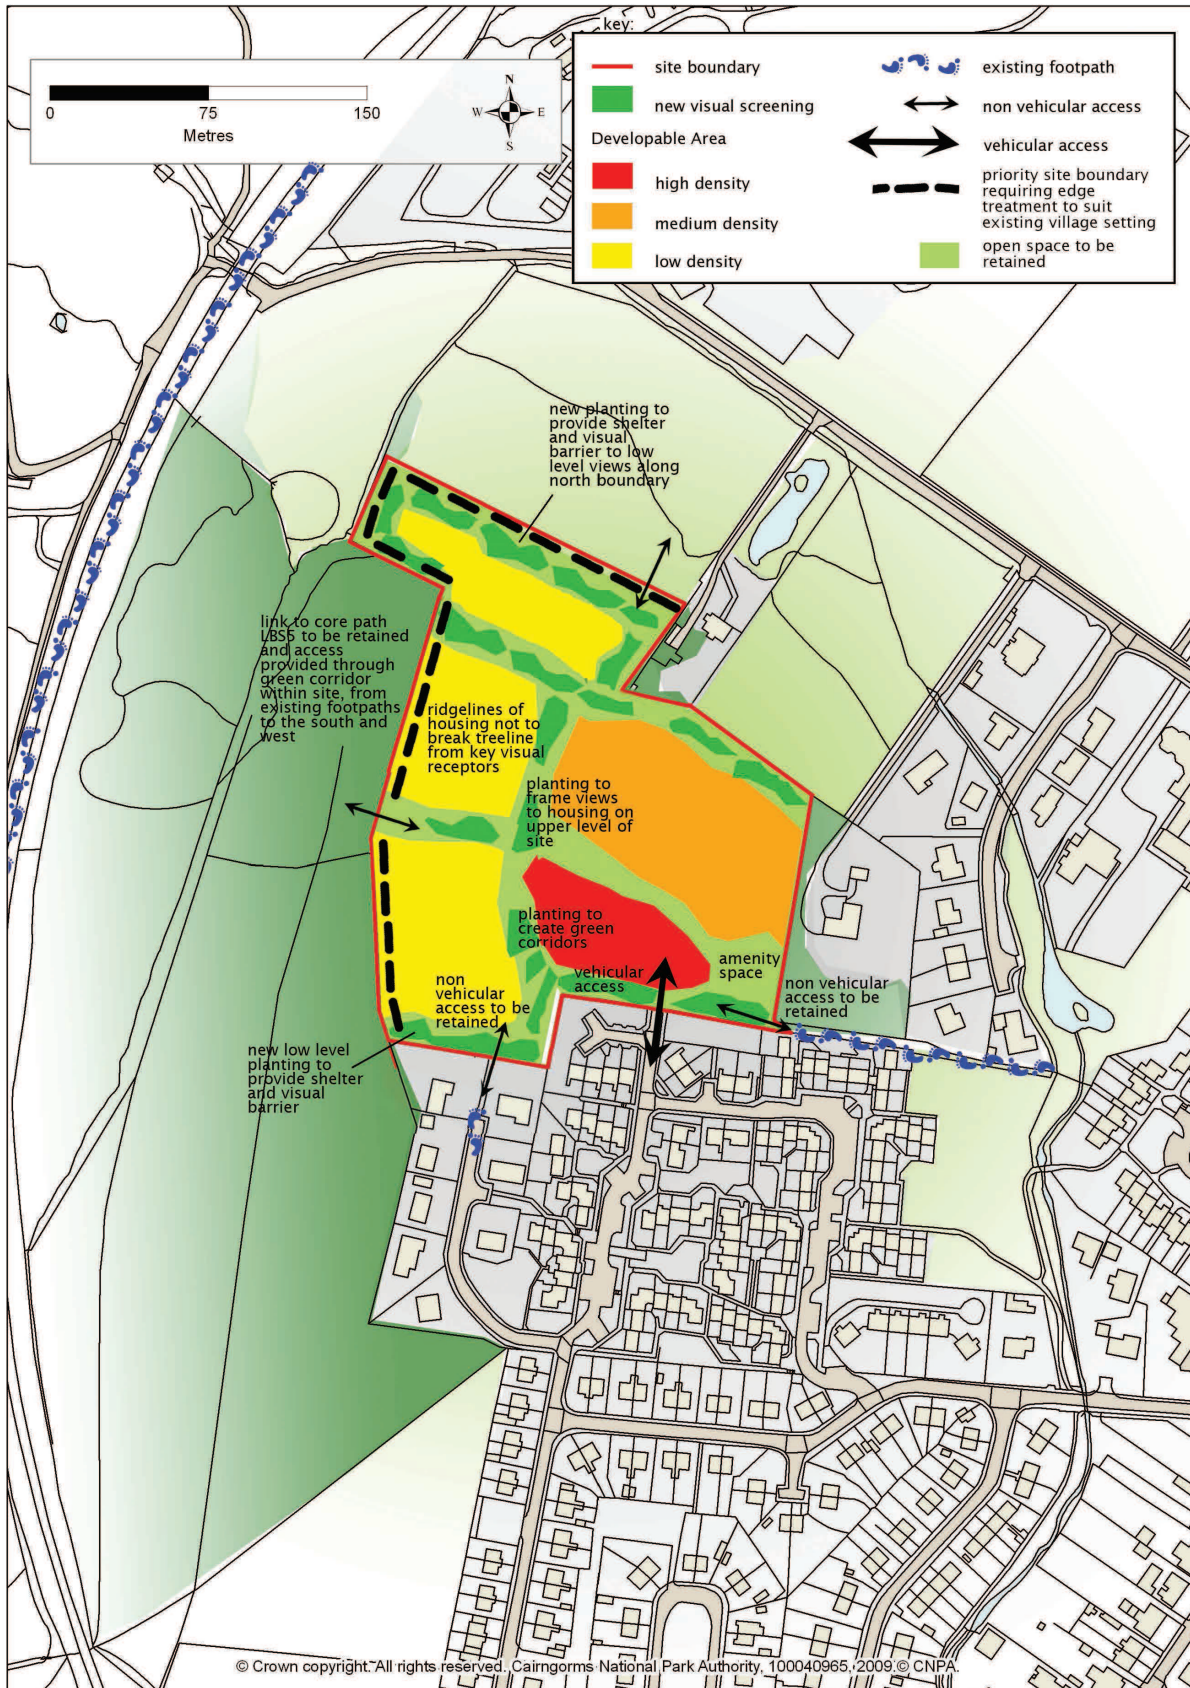 key:
site boundary
new visual screening
Developable Area
high density
medium density
low density
existing footpath
non vehicular access
vehicular access
priority site boundary
requiring edge
treatment to suit
existing village setting
open space to be
retained
0
75
150
Metres
N
W
E
S
new planting to
provide shelter
and visual
barrier to low
level views along
north boundary
link to core path
LBS5 to be retained
and access
provided through
green corridor
within site, from
existing footpaths
to the south and
west
ridgelines of
housing not to
break treeline
from key visual
receptors
planting to
frame views
to housing on
upper level of
site
planting to
create green
corridors
vehicular
access
amenity
space
non
vehicular
access to be
retained
non vehicular
access to be
retained
new low level
planting to
provide shelter
and visual
barrier
© Crown copyright. All rights reserved. Cairngorms National Park Authority, 100040965, 2009 © CNPA.